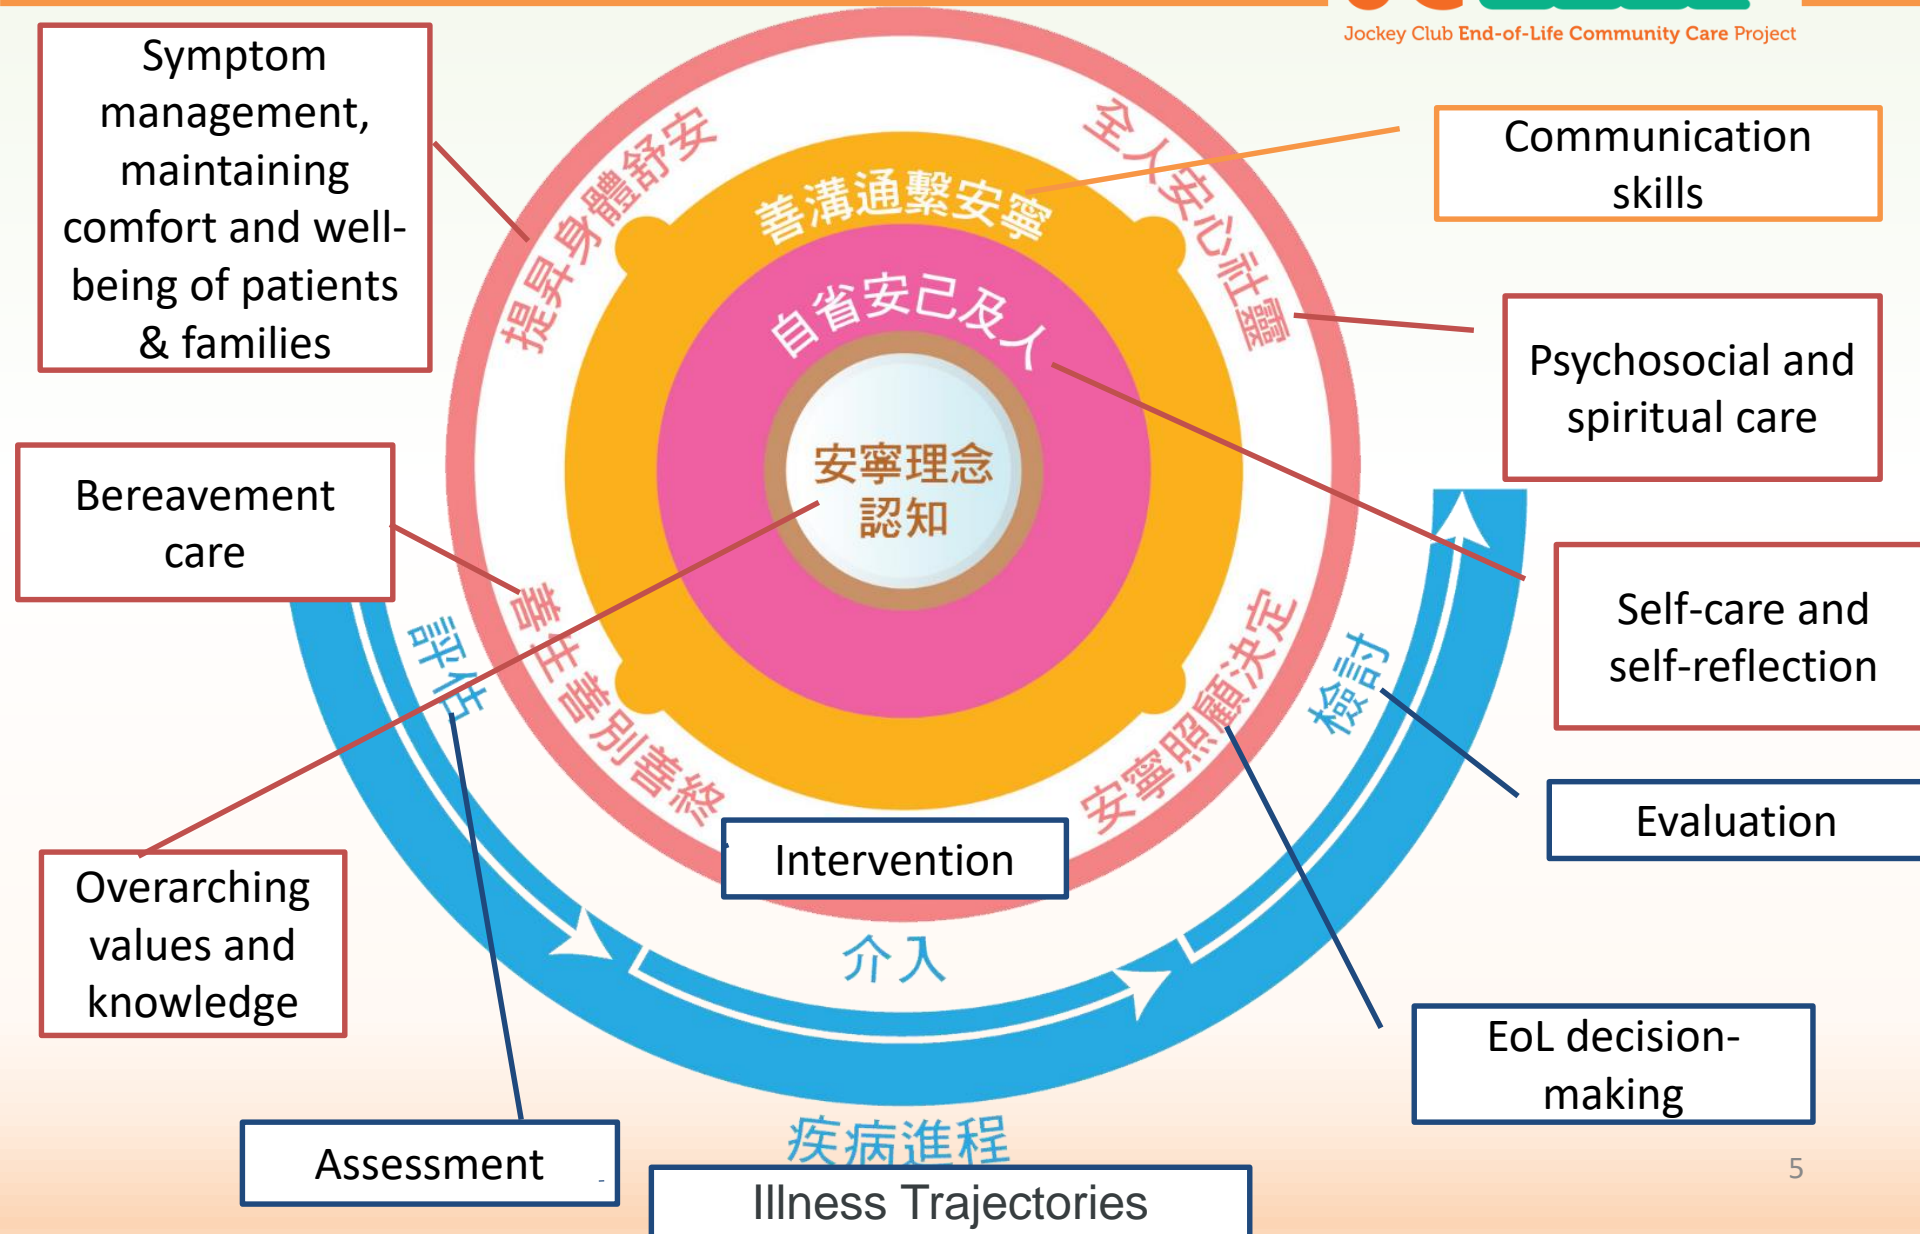 Jockey Club End-of-Life Community Care Project
Symptom
management,
maintaining
comfort and well-
being of patients
& families
Communication
skills
提昇身體舒安
全人安心社靈
善溝通繫安寧
自省安己及人
安寧理念
認知
Psychosocial and
spiritual care
Bereavement
care
Self-care and
self-reflection
評估
善生善別善終
安寧照顧決定
檢討
Evaluation
Intervention
Overarching
values and
knowledge
介入
EoL decision-
making
疾病進程
Assessment
Illness Trajectories
5